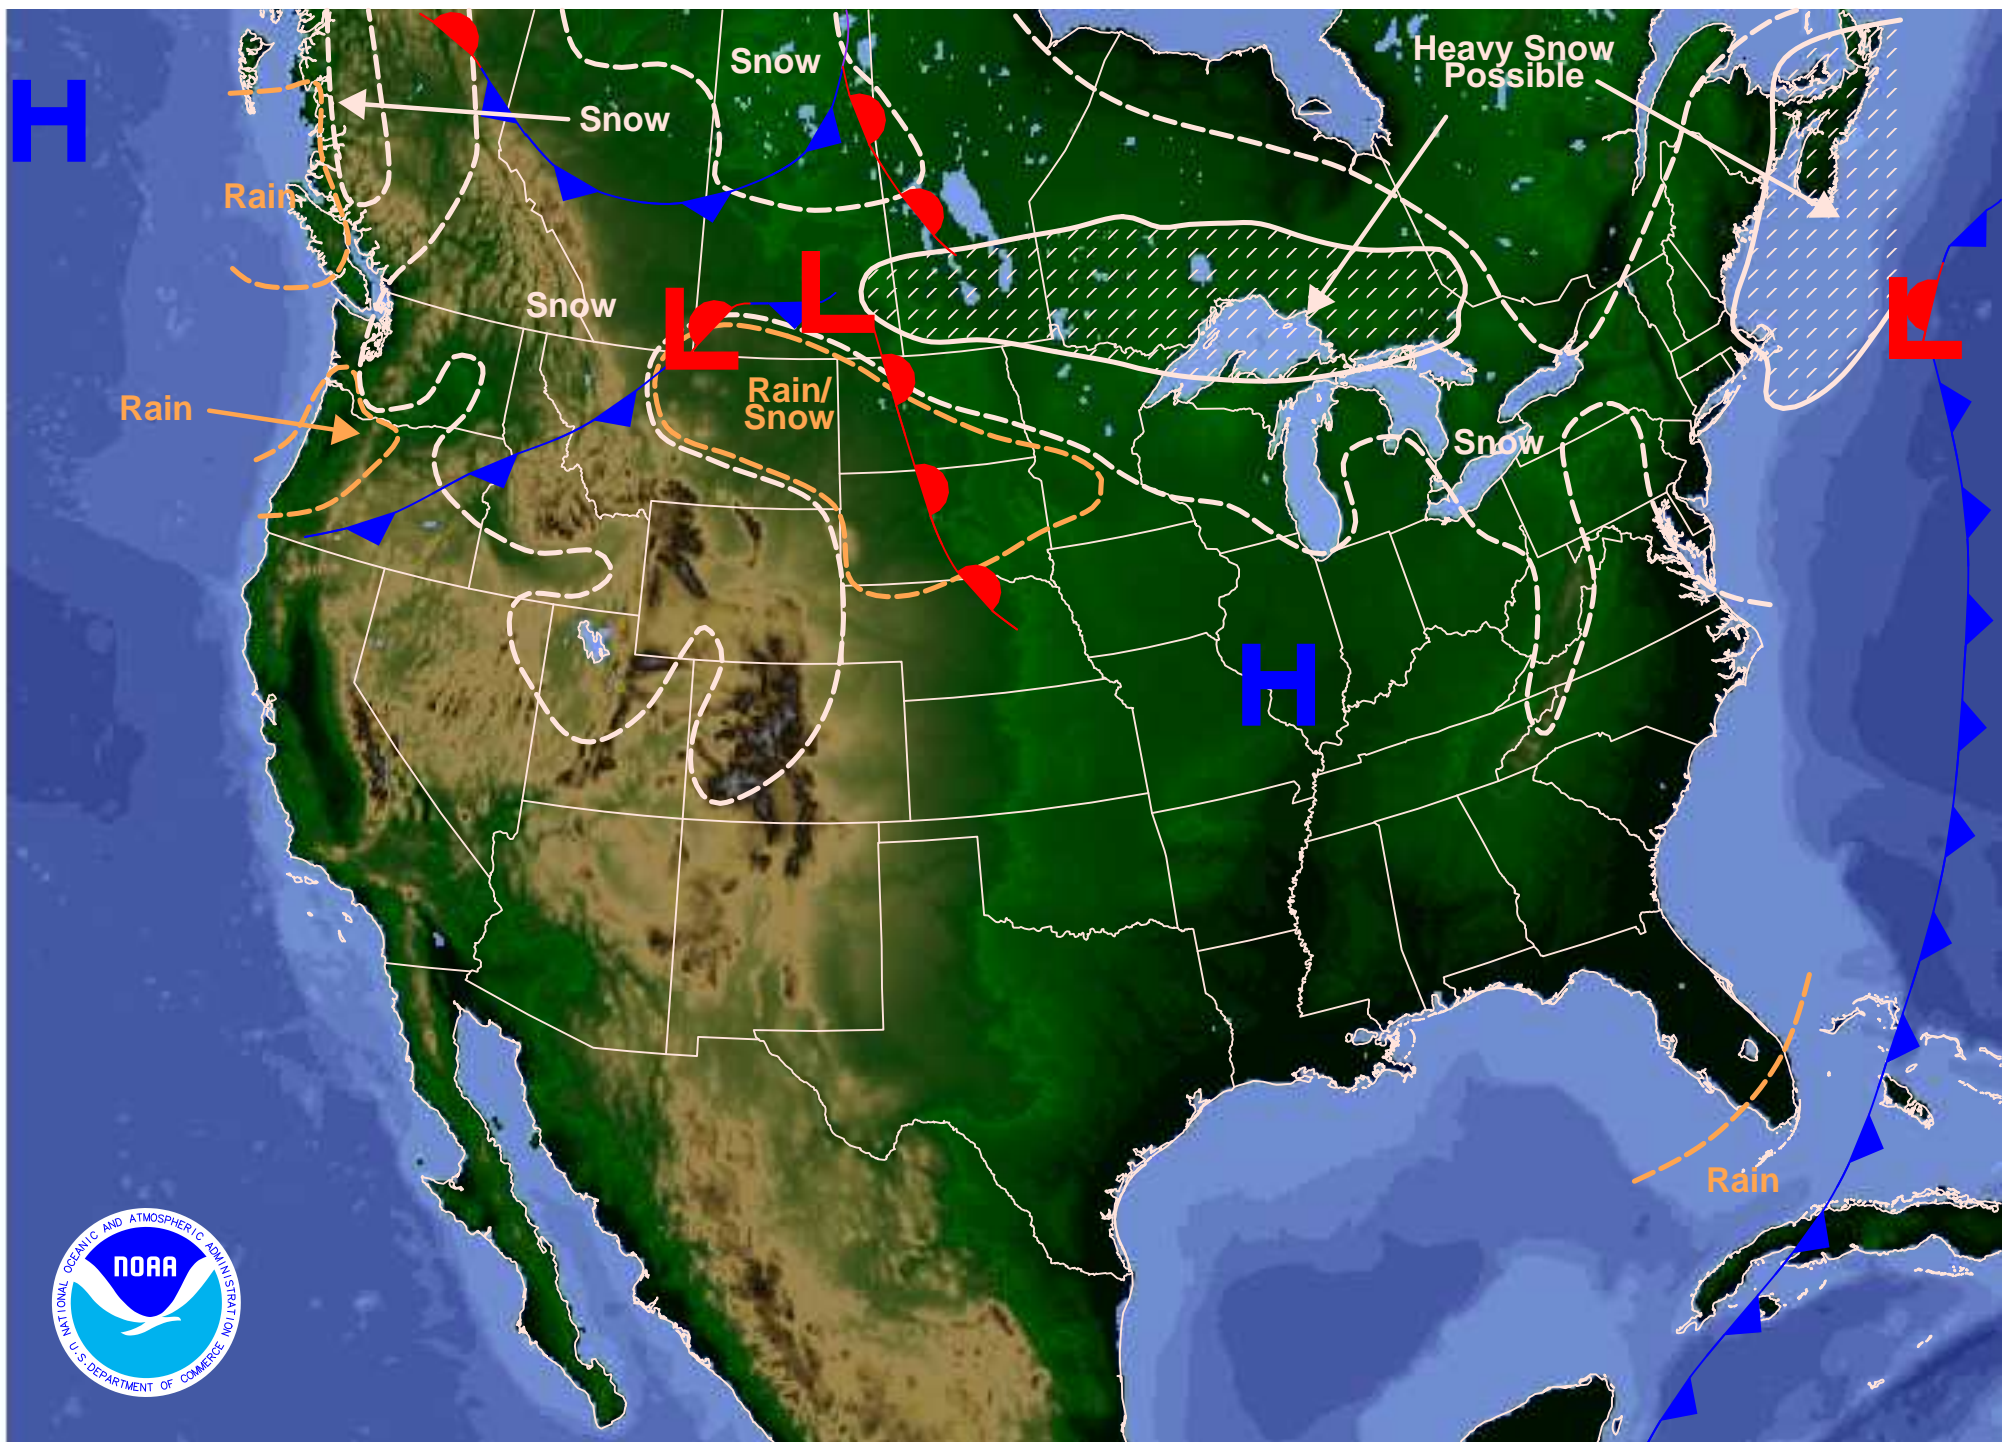 H
Snow
Snow
Heavy Snow
Possible
Rain
Snow
L
L
L
Rain
Rain/
Snow
Snow
H
Rain
NATIONAL OCEANIC AND ATMOSPHERIC ADMINISTRATION
NOAA
U.S. DEPARTMENT OF COMMERCE